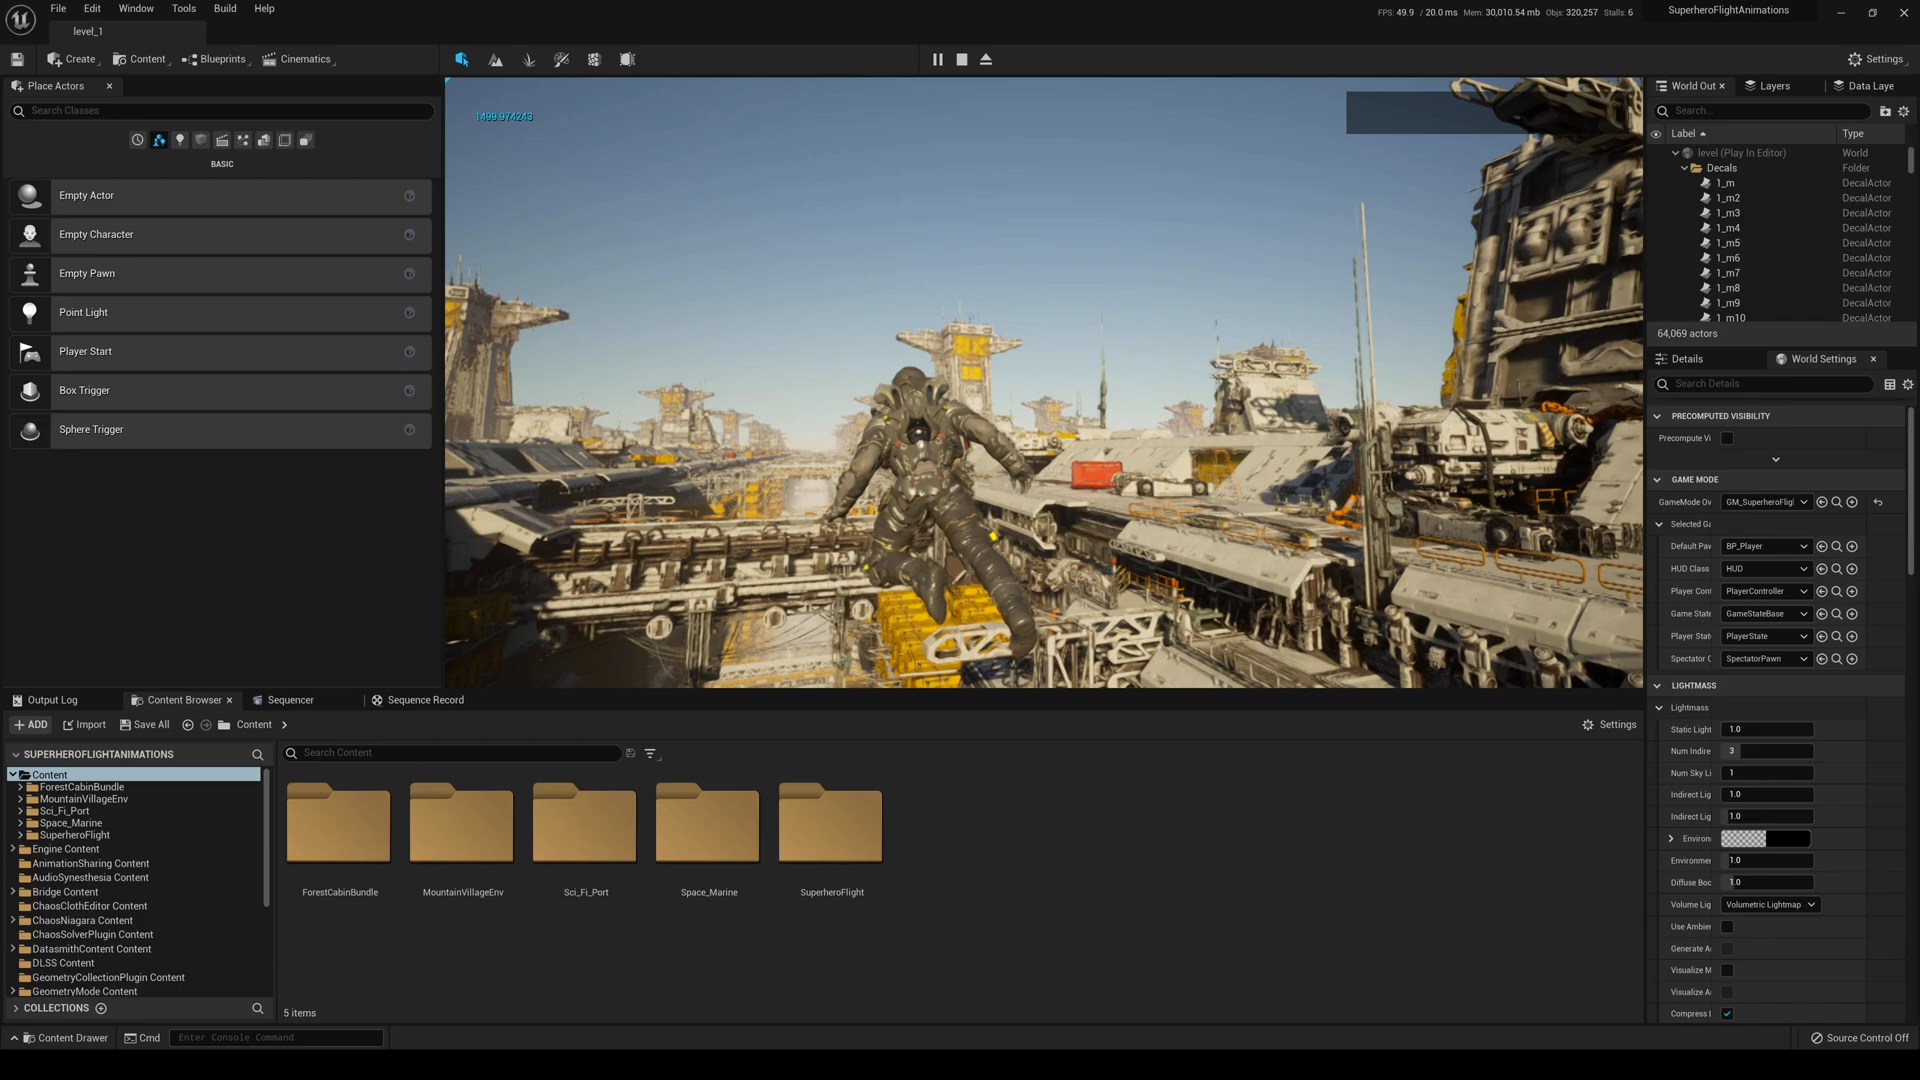 File Edit Window Tools Build Help
FPS: 49.9 / 20.0 ms Mem: 30,010.54 mb Objs: 320,257 Stalls: 6
SuperheroFlightAnimations
level_1
Create
Content
Blueprints
Cinematics
Settings
Place Actors
Search Classes
BASIC
Empty Actor
Empty Character
Empty Pawn
Point Light
Player Start
Box Trigger
Sphere Trigger
1499.974243
World Out
Layers
Data Laye
Search...
Label
Type
level (Play In Editor) World
Decals Folder
1_m DecalActor
1_m2 DecalActor
1_m3 DecalActor
1_m4 DecalActor
1_m5 DecalActor
1_m6 DecalActor
1_m7 DecalActor
1_m8 DecalActor
1_m9 DecalActor
1_m10 DecalActor
64,069 actors
Details
World Settings
Search Details
PRECOMPUTED VISIBILITY
Precompute Vi
GAME MODE
GameMode Ov GM_SuperheroFlig
Selected Ga
Default Paw BP_Player
HUD Class HUD
Player Cont PlayerController
Game State GameStateBase
Player State PlayerState
Spectator C SpectatorPawn
LIGHTMASS
Lightmass
Static Light 1.0
Num Indire 3
Num Sky Li 1
Indirect Lig 1.0
Indirect Lig 1.0
Environ
Environmen 1.0
Diffuse Boo 1.0
Volume Lig Volumetric Lightmap
Use Ambien
Generate A
Visualize M
Visualize A
Compress L
Output Log
Content Browser
Sequencer
Sequence Record
ADD
Import
Save All
Content
Settings
SUPERHEROFLIGHTANIMATIONS
Content
ForestCabinBundle
MountainVillageEnv
Sci_Fi_Port
Space_Marine
SuperheroFlight
Engine Content
AnimationSharing Content
AudioSynesthesia Content
Bridge Content
ChaosClothEditor Content
ChaosNiagara Content
ChaosSolverPlugin Content
DatasmithContent Content
DLSS Content
GeometryCollectionPlugin Content
GeometryMode Content
COLLECTIONS
Search Content
ForestCabinBundle
MountainVillageEnv
Sci_Fi_Port
Space_Marine
SuperheroFlight
5 items
Content Drawer
Cmd
Enter Console Command
Source Control Off